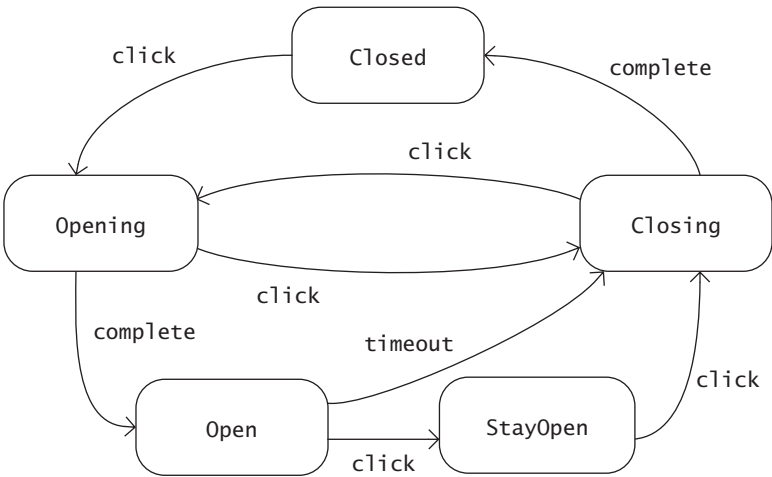 click
Closed
complete
click
Opening
Closing
click
complete
timeout
click
Open
StayOpen
click